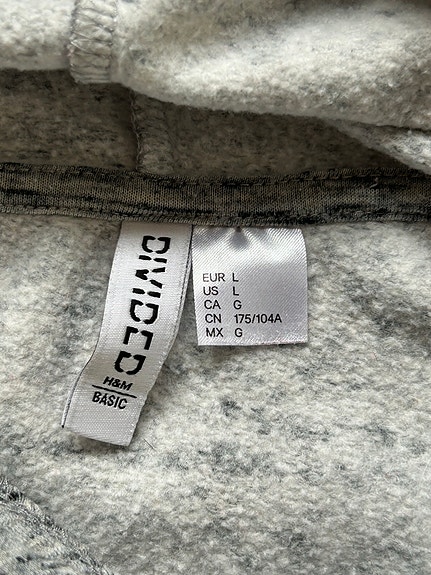 DIVIDED
H&M
BASIC
EUR L
US L
CA G
CN 175/104A
MX G